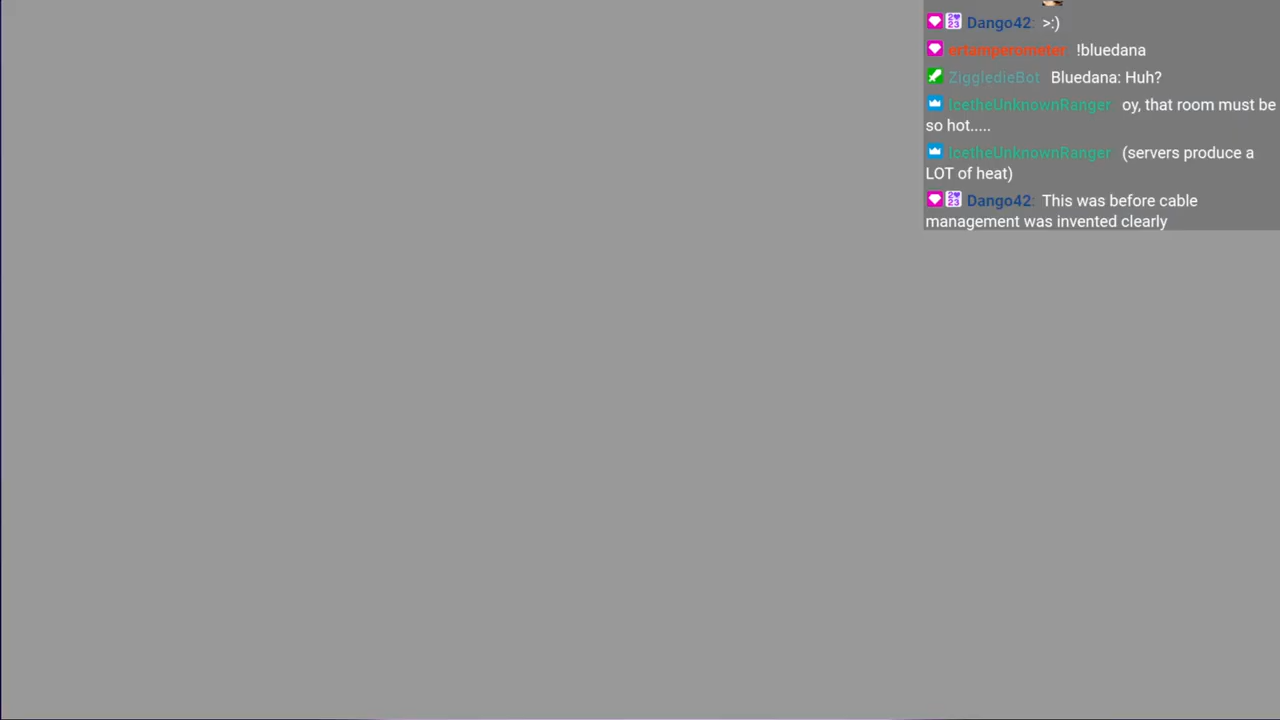 Dango42: >:)
ertamperometer !bluedana
ZiggledieBot Bluedana: Huh?
IcetheUnknownRanger oy, that room must be
so hot.....
IcetheUnknownRanger (servers produce a
LOT of heat)
Dango42: This was before cable
management was invented clearly